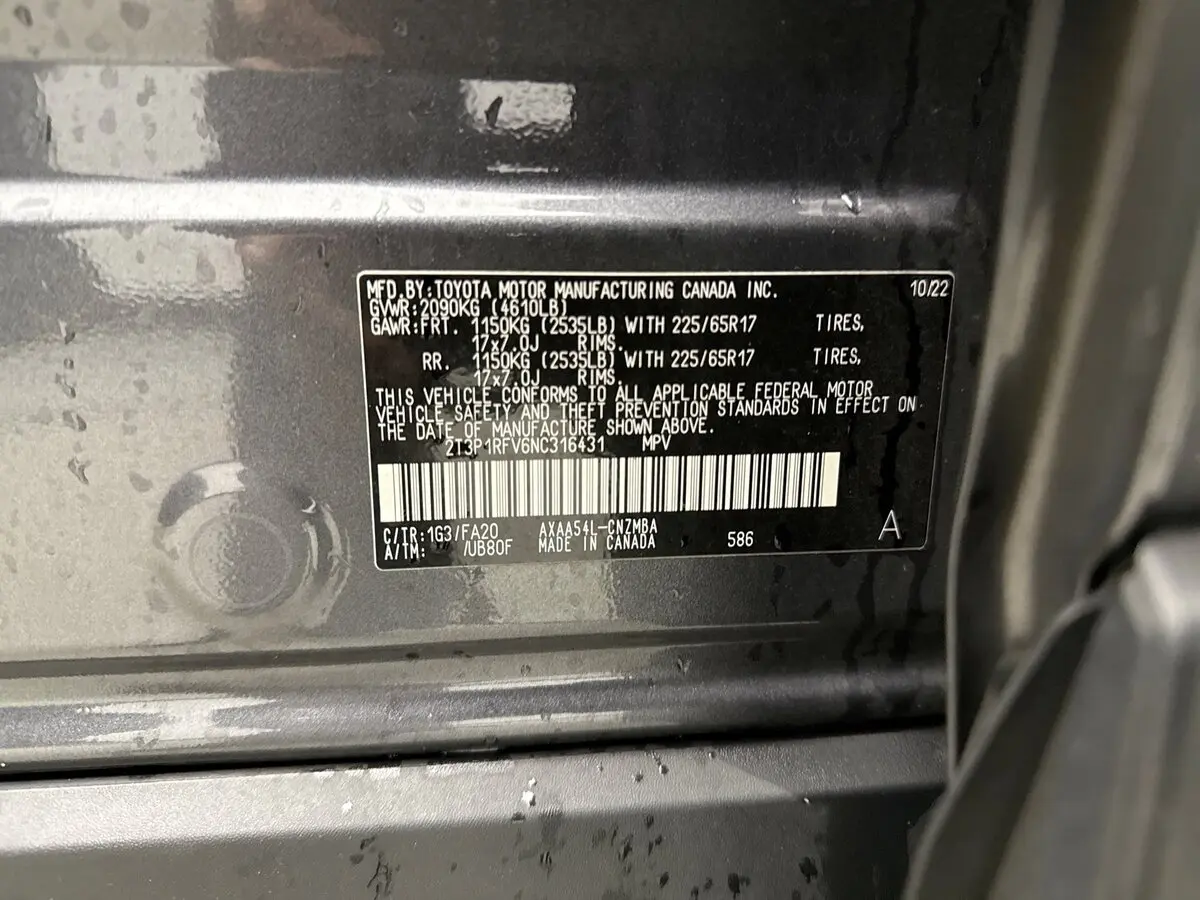 MFD.BY:TOYOTA MOTOR MANUFACTURING CANADA INC. 10/22
GVWR:2090KG (4610LB)
GAWR:FRT. 1150KG (2535LB) WITH 225/65R17 TIRES,
17x7.0J RIMS.
RR. 1150KG (2535LB) WITH 225/65R17 TIRES,
17x7.0J RIMS.
THIS VEHICLE CONFORMS TO ALL APPLICABLE FEDERAL MOTOR
VEHICLE SAFETY AND THEFT PREVENTION STANDARDS IN EFFECT ON
THE DATE OF MANUFACTURE SHOWN ABOVE.
2T3P1RFV6NC316431 MPV
C/TR:1G3/FA20 AXAA54L-CNZMBA
A/TM: /UB80F MADE IN CANADA 586 A